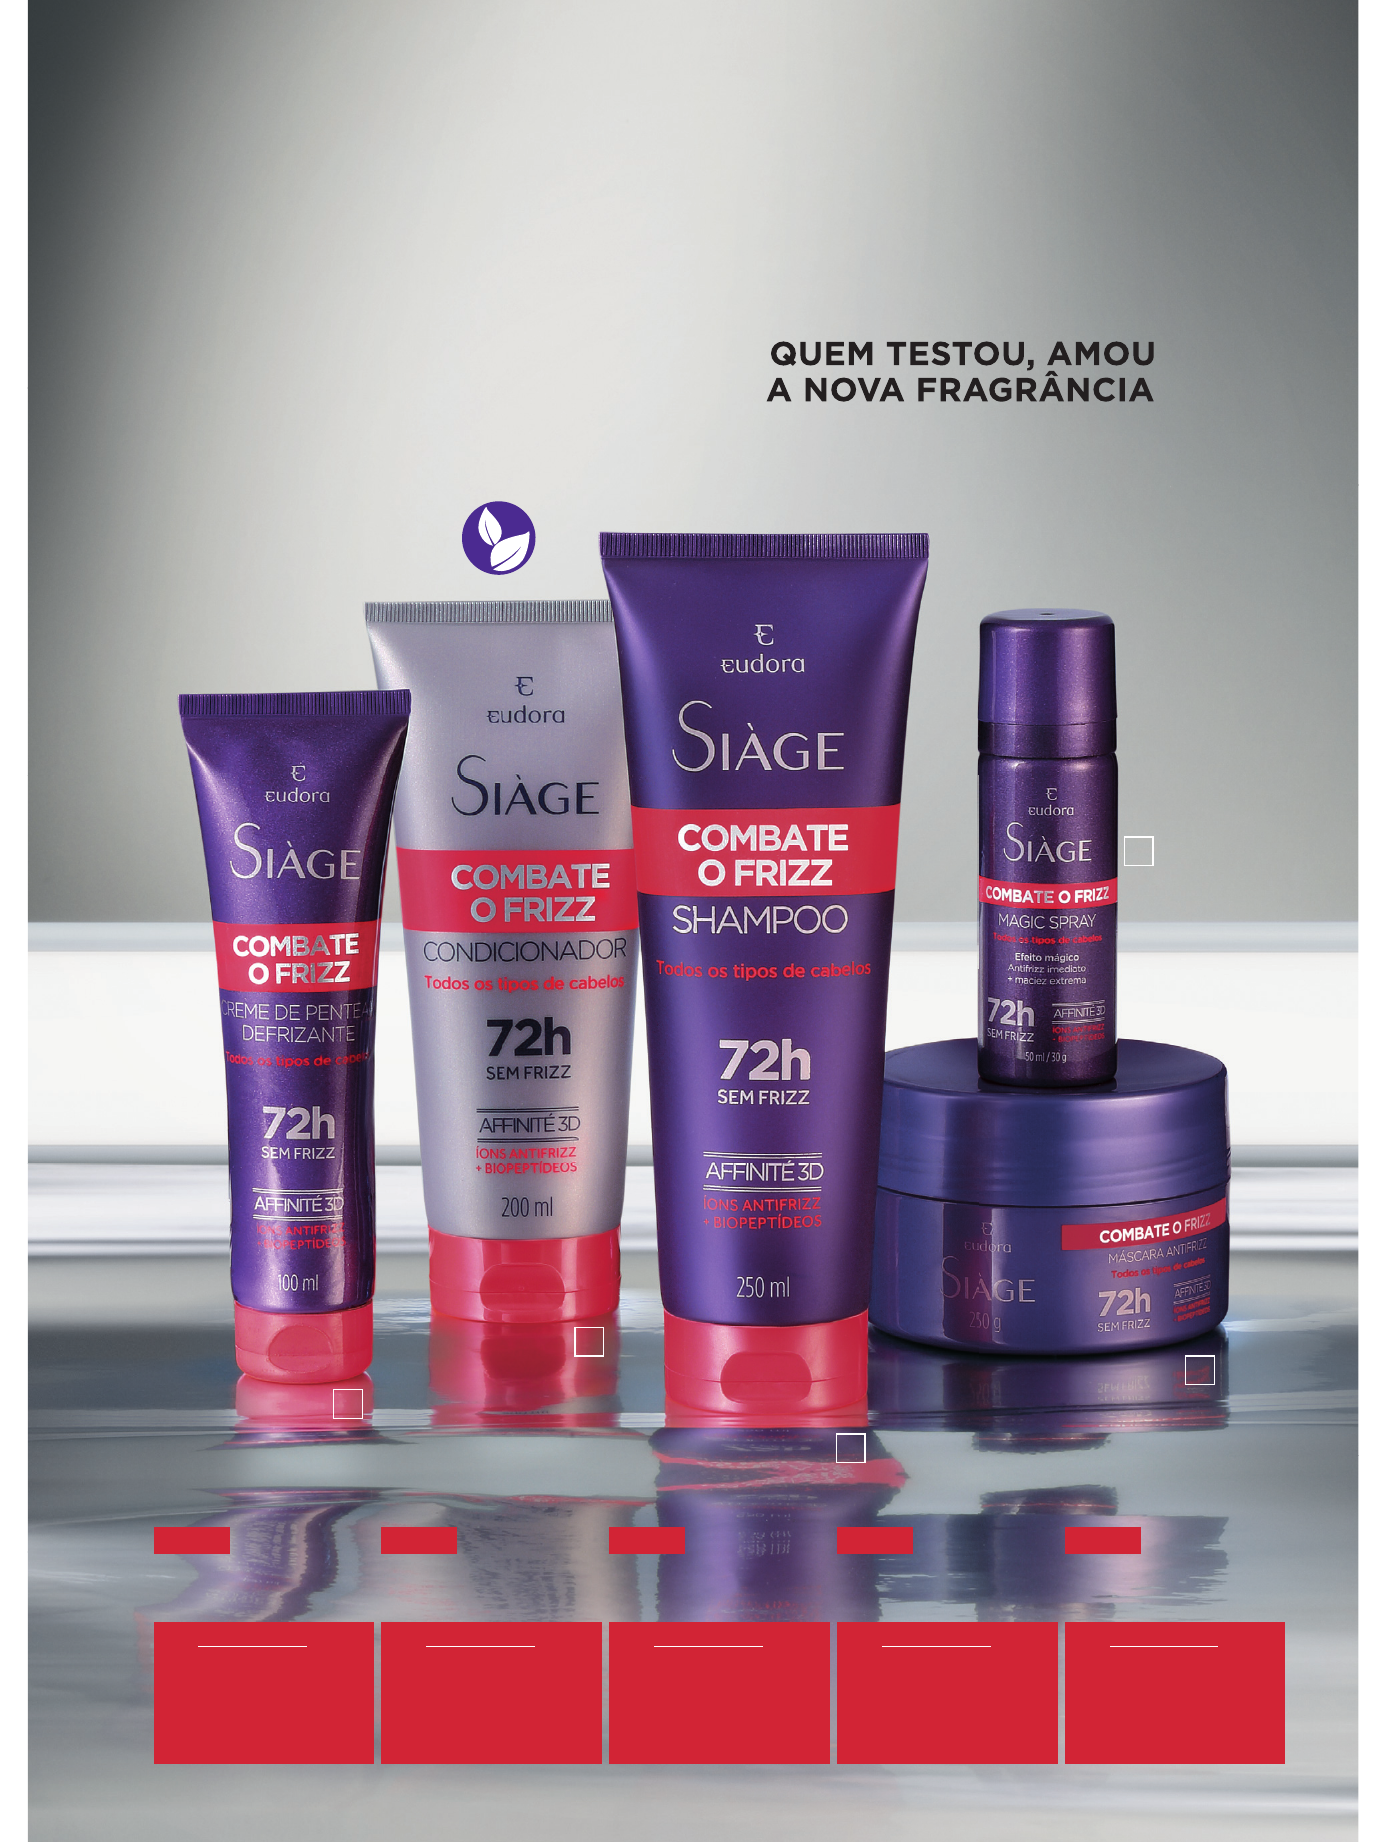 QUEM TESTOU, AMOU
A NOVA FRAGRÂNCIA
eudora
SIÀGE
COMBATE
O FRIZZ
CREME DE PENTEA
DEFRIZANTE
Todos os tipos de cabelo
72h
SEM FRIZZ
AFFINITÉ 3D
ÍONS ANTIFRIZZ
+ BIOPEPTÍDEOS
100 ml
eudora
SIÀGE
COMBATE
O FRIZZ
CONDICIONADOR
Todos os tipos de cabelos
72h
SEM FRIZZ
AFFINITÉ 3D
ÍONS ANTIFRIZZ
+ BIOPEPTÍDEOS
200 ml
eudora
SIÀGE
COMBATE
O FRIZZ
SHAMPOO
Todos os tipos de cabelos
72h
SEM FRIZZ
AFFINITÉ 3D
ÍONS ANTIFRIZZ
+ BIOPEPTÍDEOS
250 ml
eudora
SIÀGE
COMBATE O FRIZZ
MAGIC SPRAY
Todos os tipos de cabelos
Efeito mágico
Antifrizz imediato
+ maciez extrema
72h
SEM FRIZZ
AFFINITÉ 3D
ÍONS ANTIFRIZZ
+ BIOPEPTÍDEOS
50 ml / 30 g
eudora
SIÀGE
250 g
COMBATE O FRIZZ
MÁSCARA ANTIFRIZZ
Todos os tipos de cabelos
72h
SEM FRIZZ
AFFINITÉ 3D
ÍONS ANTIFRIZZ
+ BIOPEPTÍDEOS